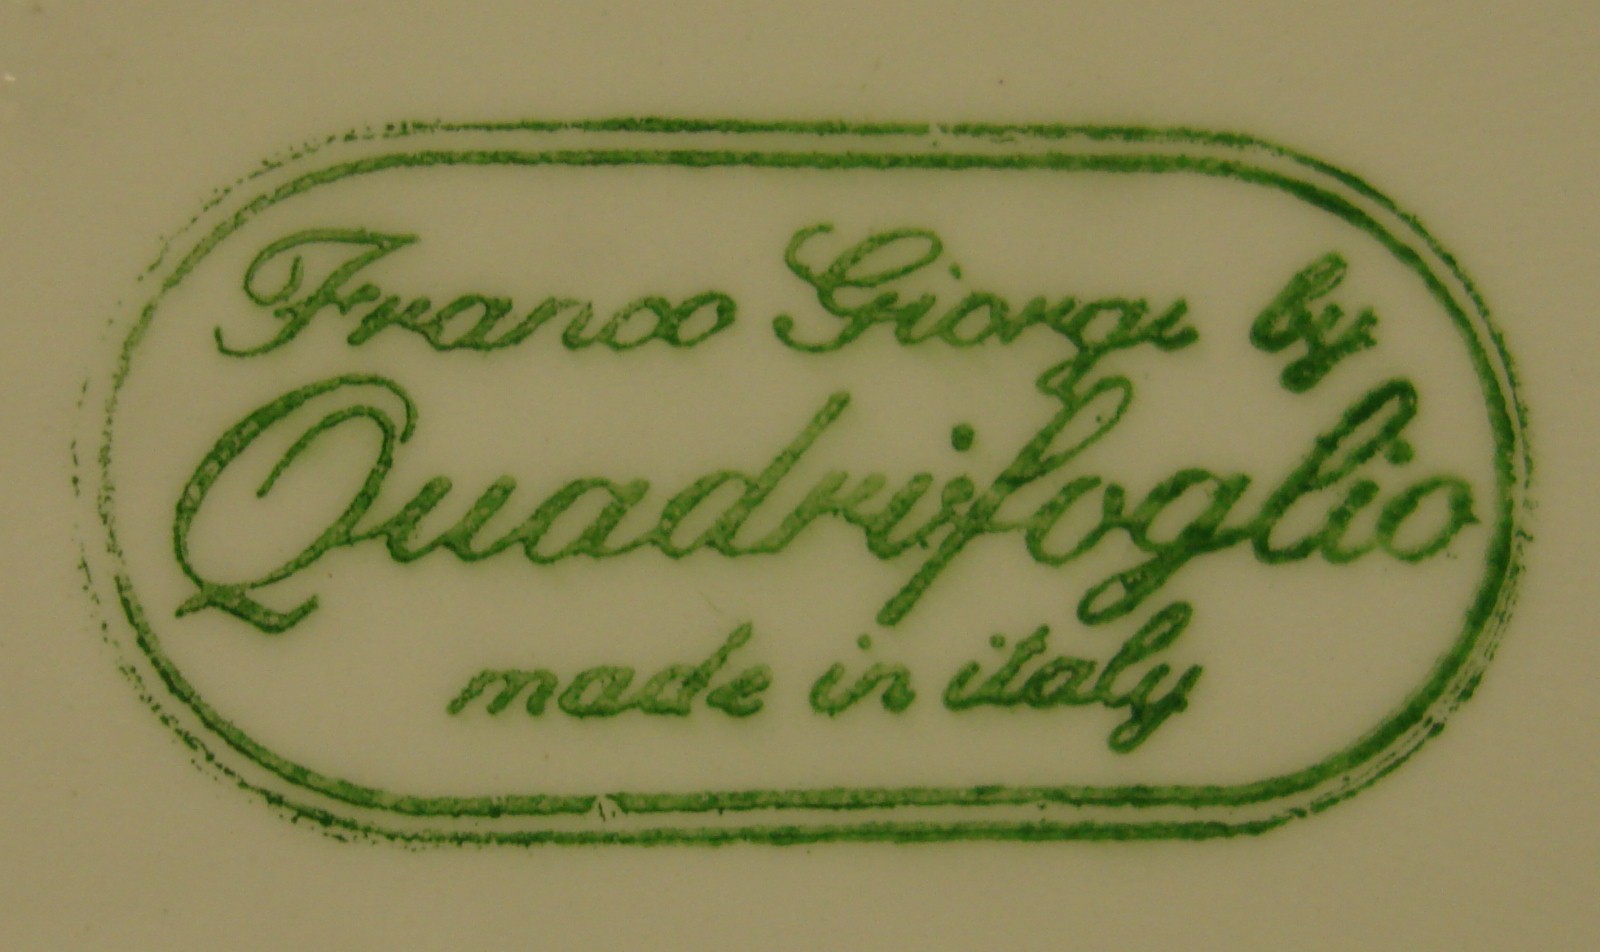 Franco Giorgi by
Quadrifoglio
made in italy